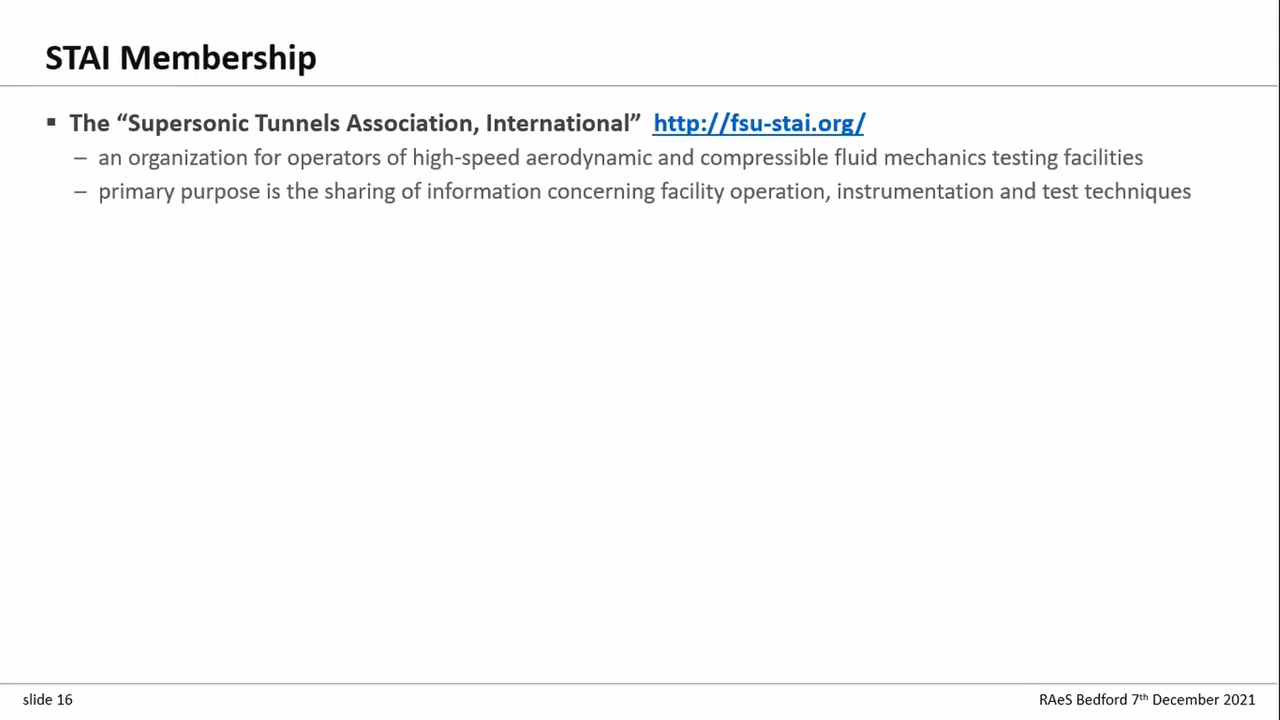 STAI Membership
▪ The “Supersonic Tunnels Association, International” http://fsu-stai.org/
– an organization for operators of high-speed aerodynamic and compressible fluid mechanics testing facilities
– primary purpose is the sharing of information concerning facility operation, instrumentation and test techniques
slide 16
RAeS Bedford 7th December 2021